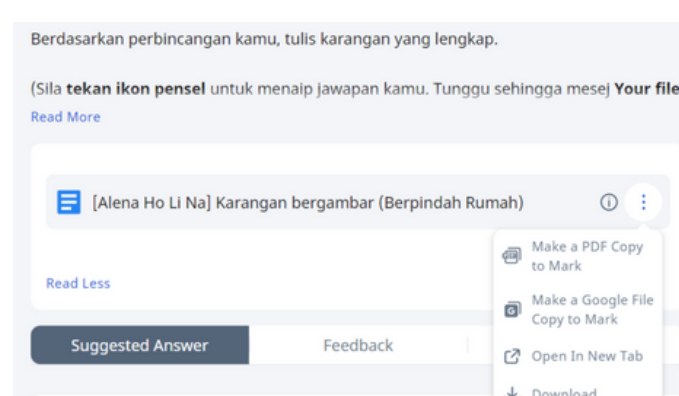 Berdasarkan perbincangan kamu, tulis karangan yang lengkap.
(Sila tekan ikon pensel untuk menaip jawapan kamu. Tunggu sehingga mesej Your file
Read More
[Alena Ho Li Na] Karangan bergambar (Berpindah Rumah)
Make a PDF Copy
to Mark
Read Less
Make a Google File
Copy to Mark
Suggested Answer
Feedback
Open In New Tab
Download